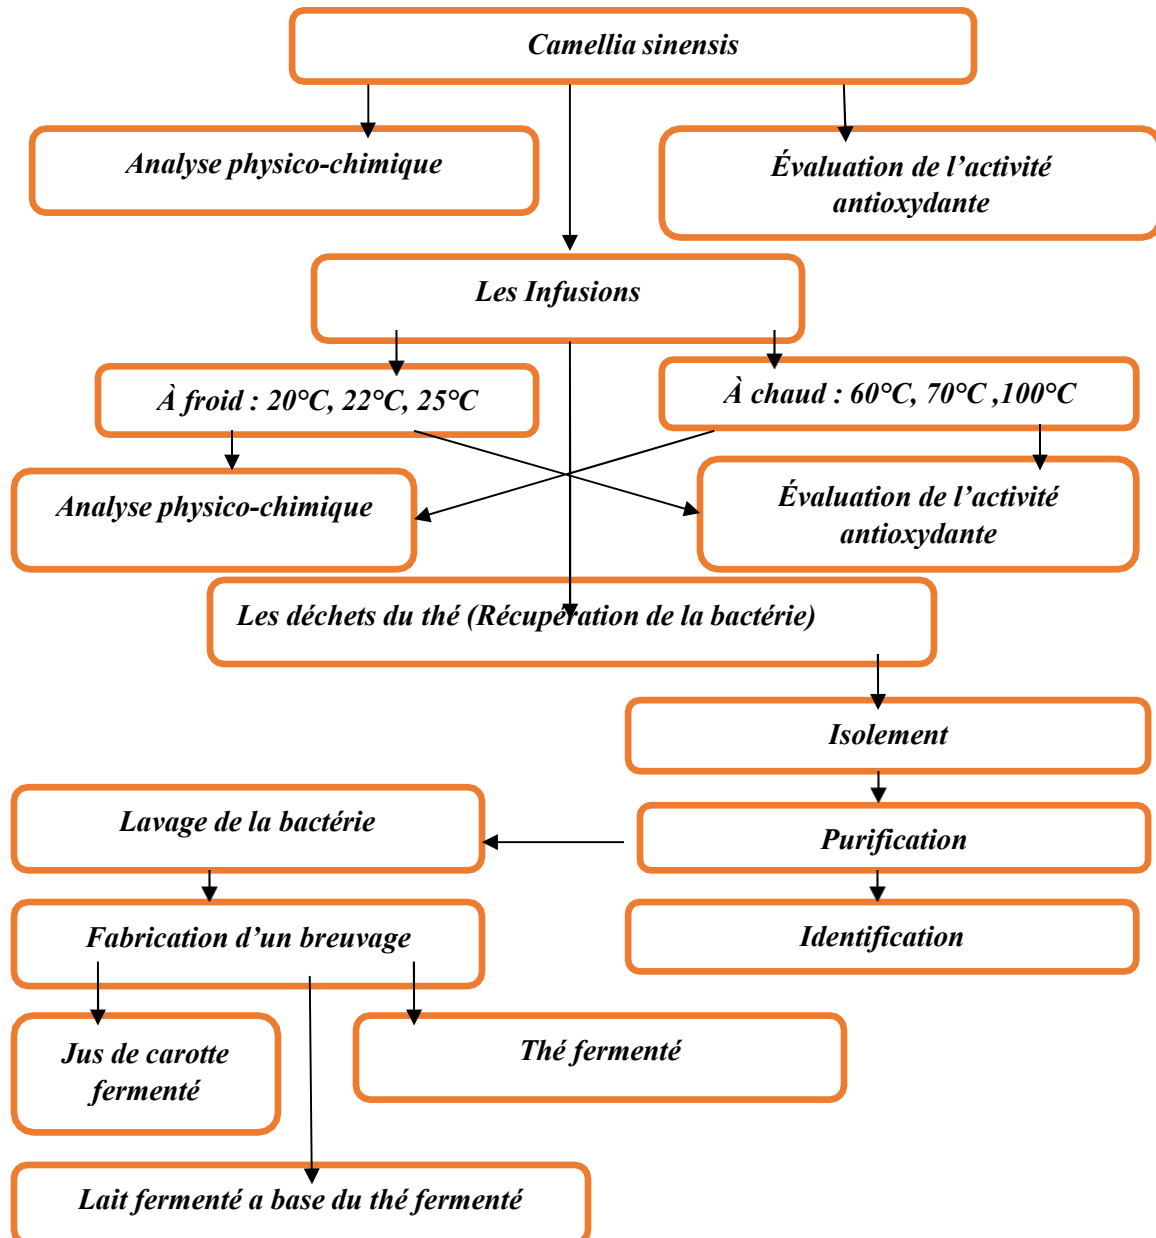 Camellia sinensis
Analyse physico-chimique
Évaluation de l’activité
antioxydante
Les Infusions
À froid : 20°C, 22°C, 25°C
À chaud : 60°C, 70°C ,100°C
Analyse physico-chimique
Évaluation de l’activité
antioxydante
Les déchets du thé (Récupération de la bactérie)
Isolement
Lavage de la bactérie
Purification
Fabrication d’un breuvage
Identification
Jus de carotte
fermenté
Thé fermenté
Lait fermenté a base du thé fermenté